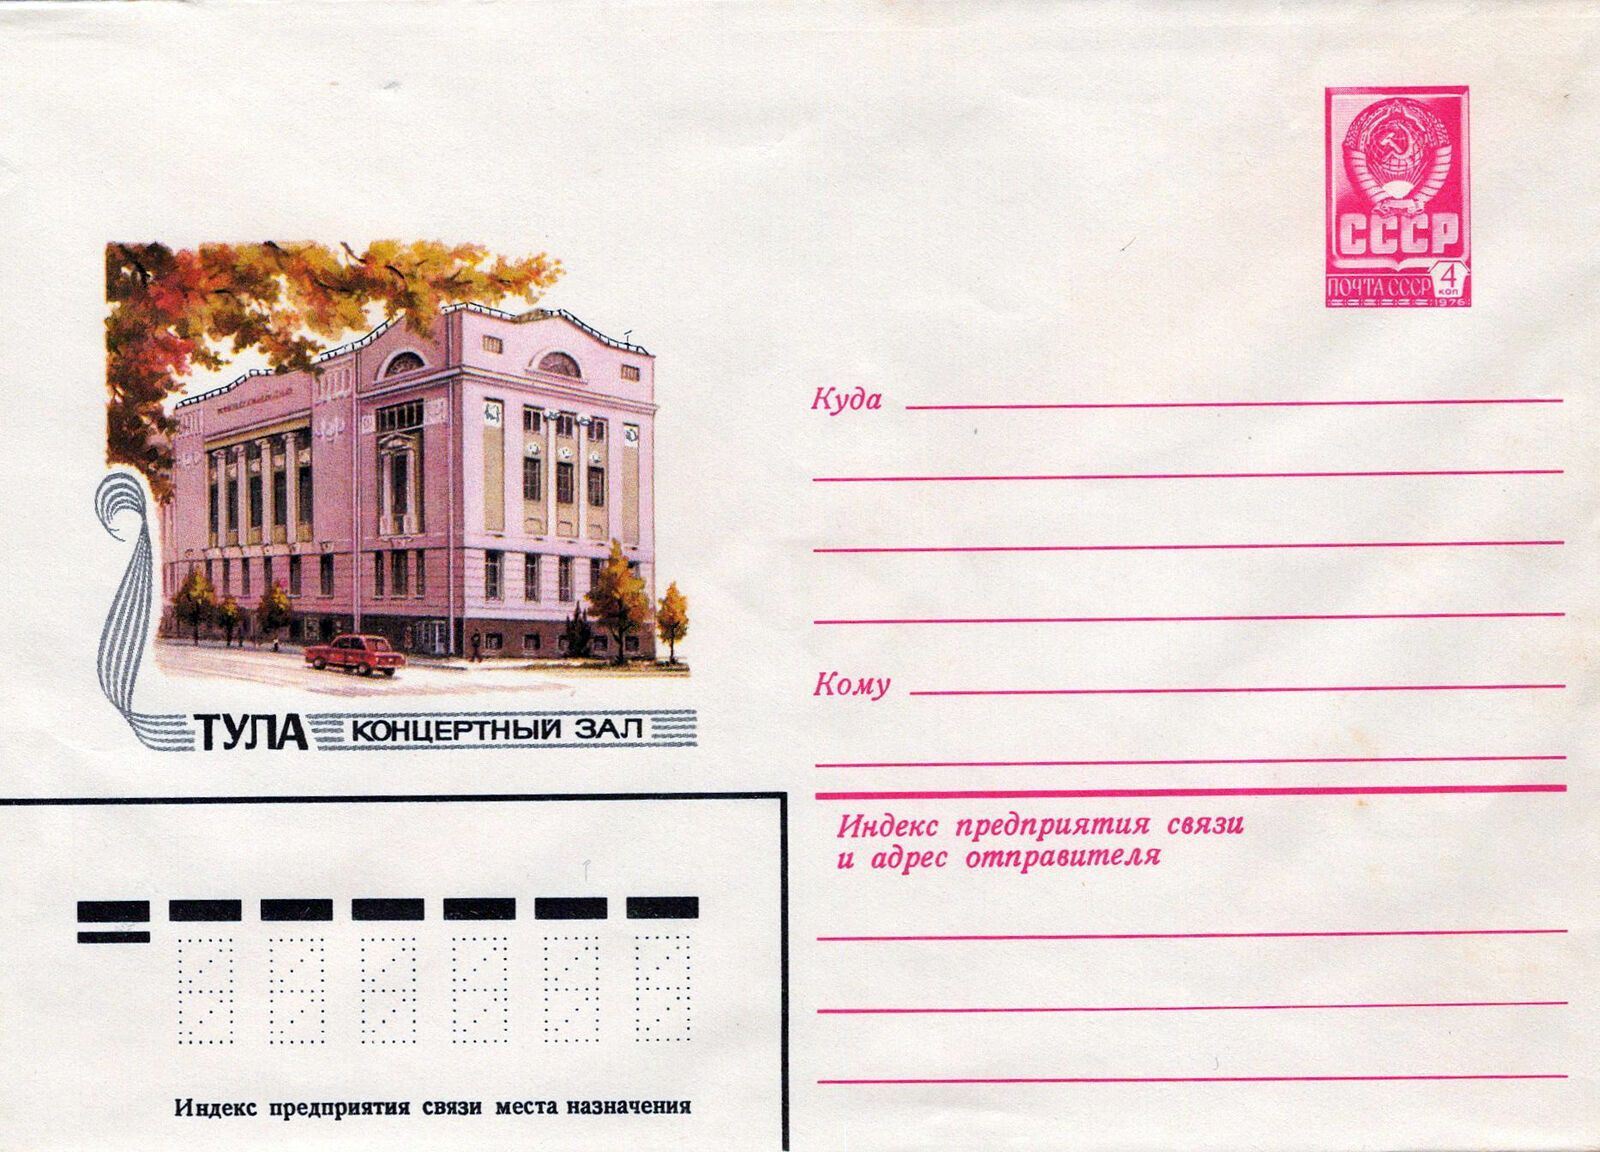 СССР
ПОЧТА СССР 4 коп
1976
Куда
Кому
ТУЛА КОНЦЕРТНЫЙ ЗАЛ
Индекс предприятия связи
и адрес отправителя
Индекс предприятия связи места назначения